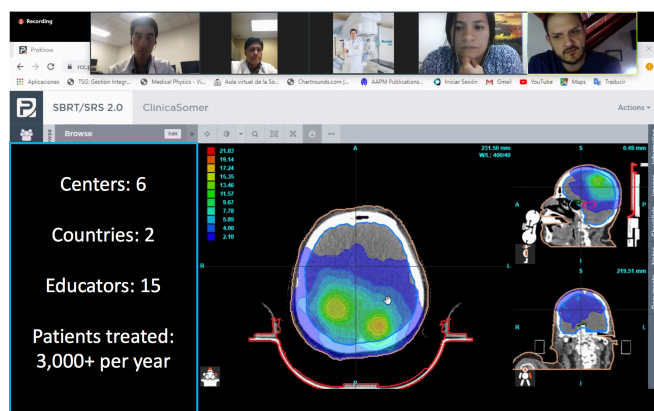 Recording
ProKnow
rcc.p
Aplicaciones TSG: Gestión Integr... Medical Physics - Vi... Aula virtual de la So... Chartrounds.com |... AAPM Publications... Iniciar Sesión Gmail YouTube Maps Traducir
SBRT/SRS 2.0 ClinicaSomer Actions
Browse Edit
Centers: 6
Countries: 2
Educators: 15
Patients treated:
3,000+ per year
21.03
19.14
17.24
15.35
13.46
11.57
9.67
7.78
5.89
4.00
2.10
A
231.50 mm
W/L: 400/40
R
L
P
S
0.49 mm
A
P
I
S
219.51 mm
R
L
I